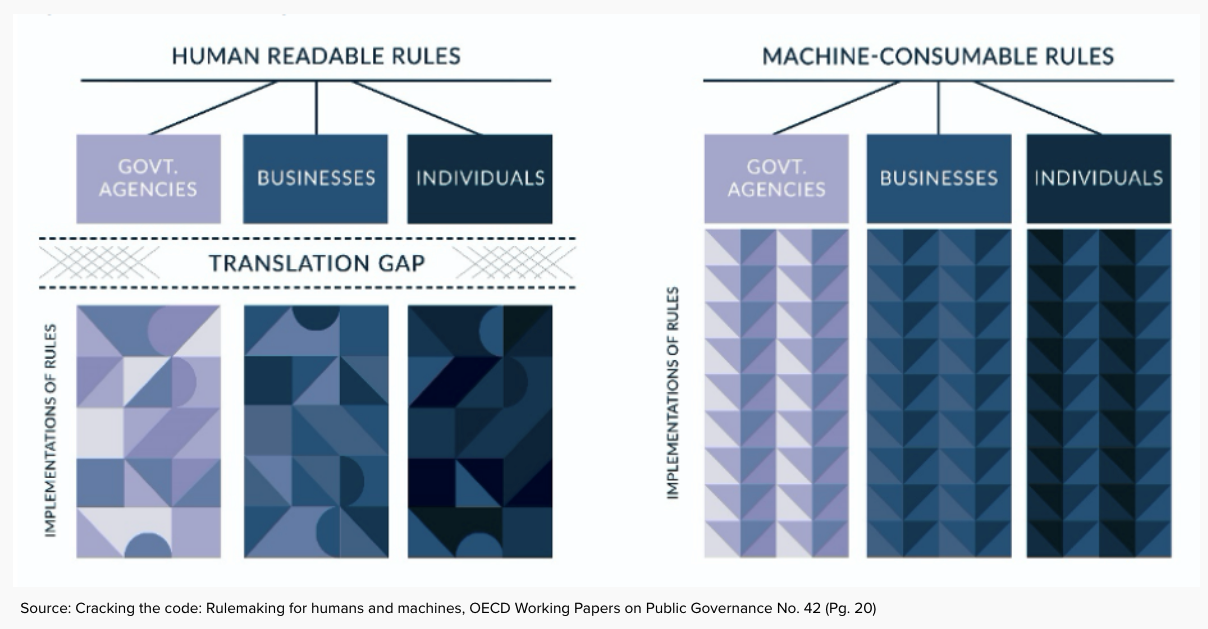 HUMAN READABLE RULES
GOVT.
AGENCIES
BUSINESSES
INDIVIDUALS
TRANSLATION GAP
IMPLEMENTATIONS OF RULES
MACHINE-CONSUMABLE RULES
GOVT.
AGENCIES
BUSINESSES
INDIVIDUALS
IMPLEMENTATIONS OF RULES
Source: Cracking the code: Rulemaking for humans and machines, OECD Working Papers on Public Governance No. 42 (Pg. 20)